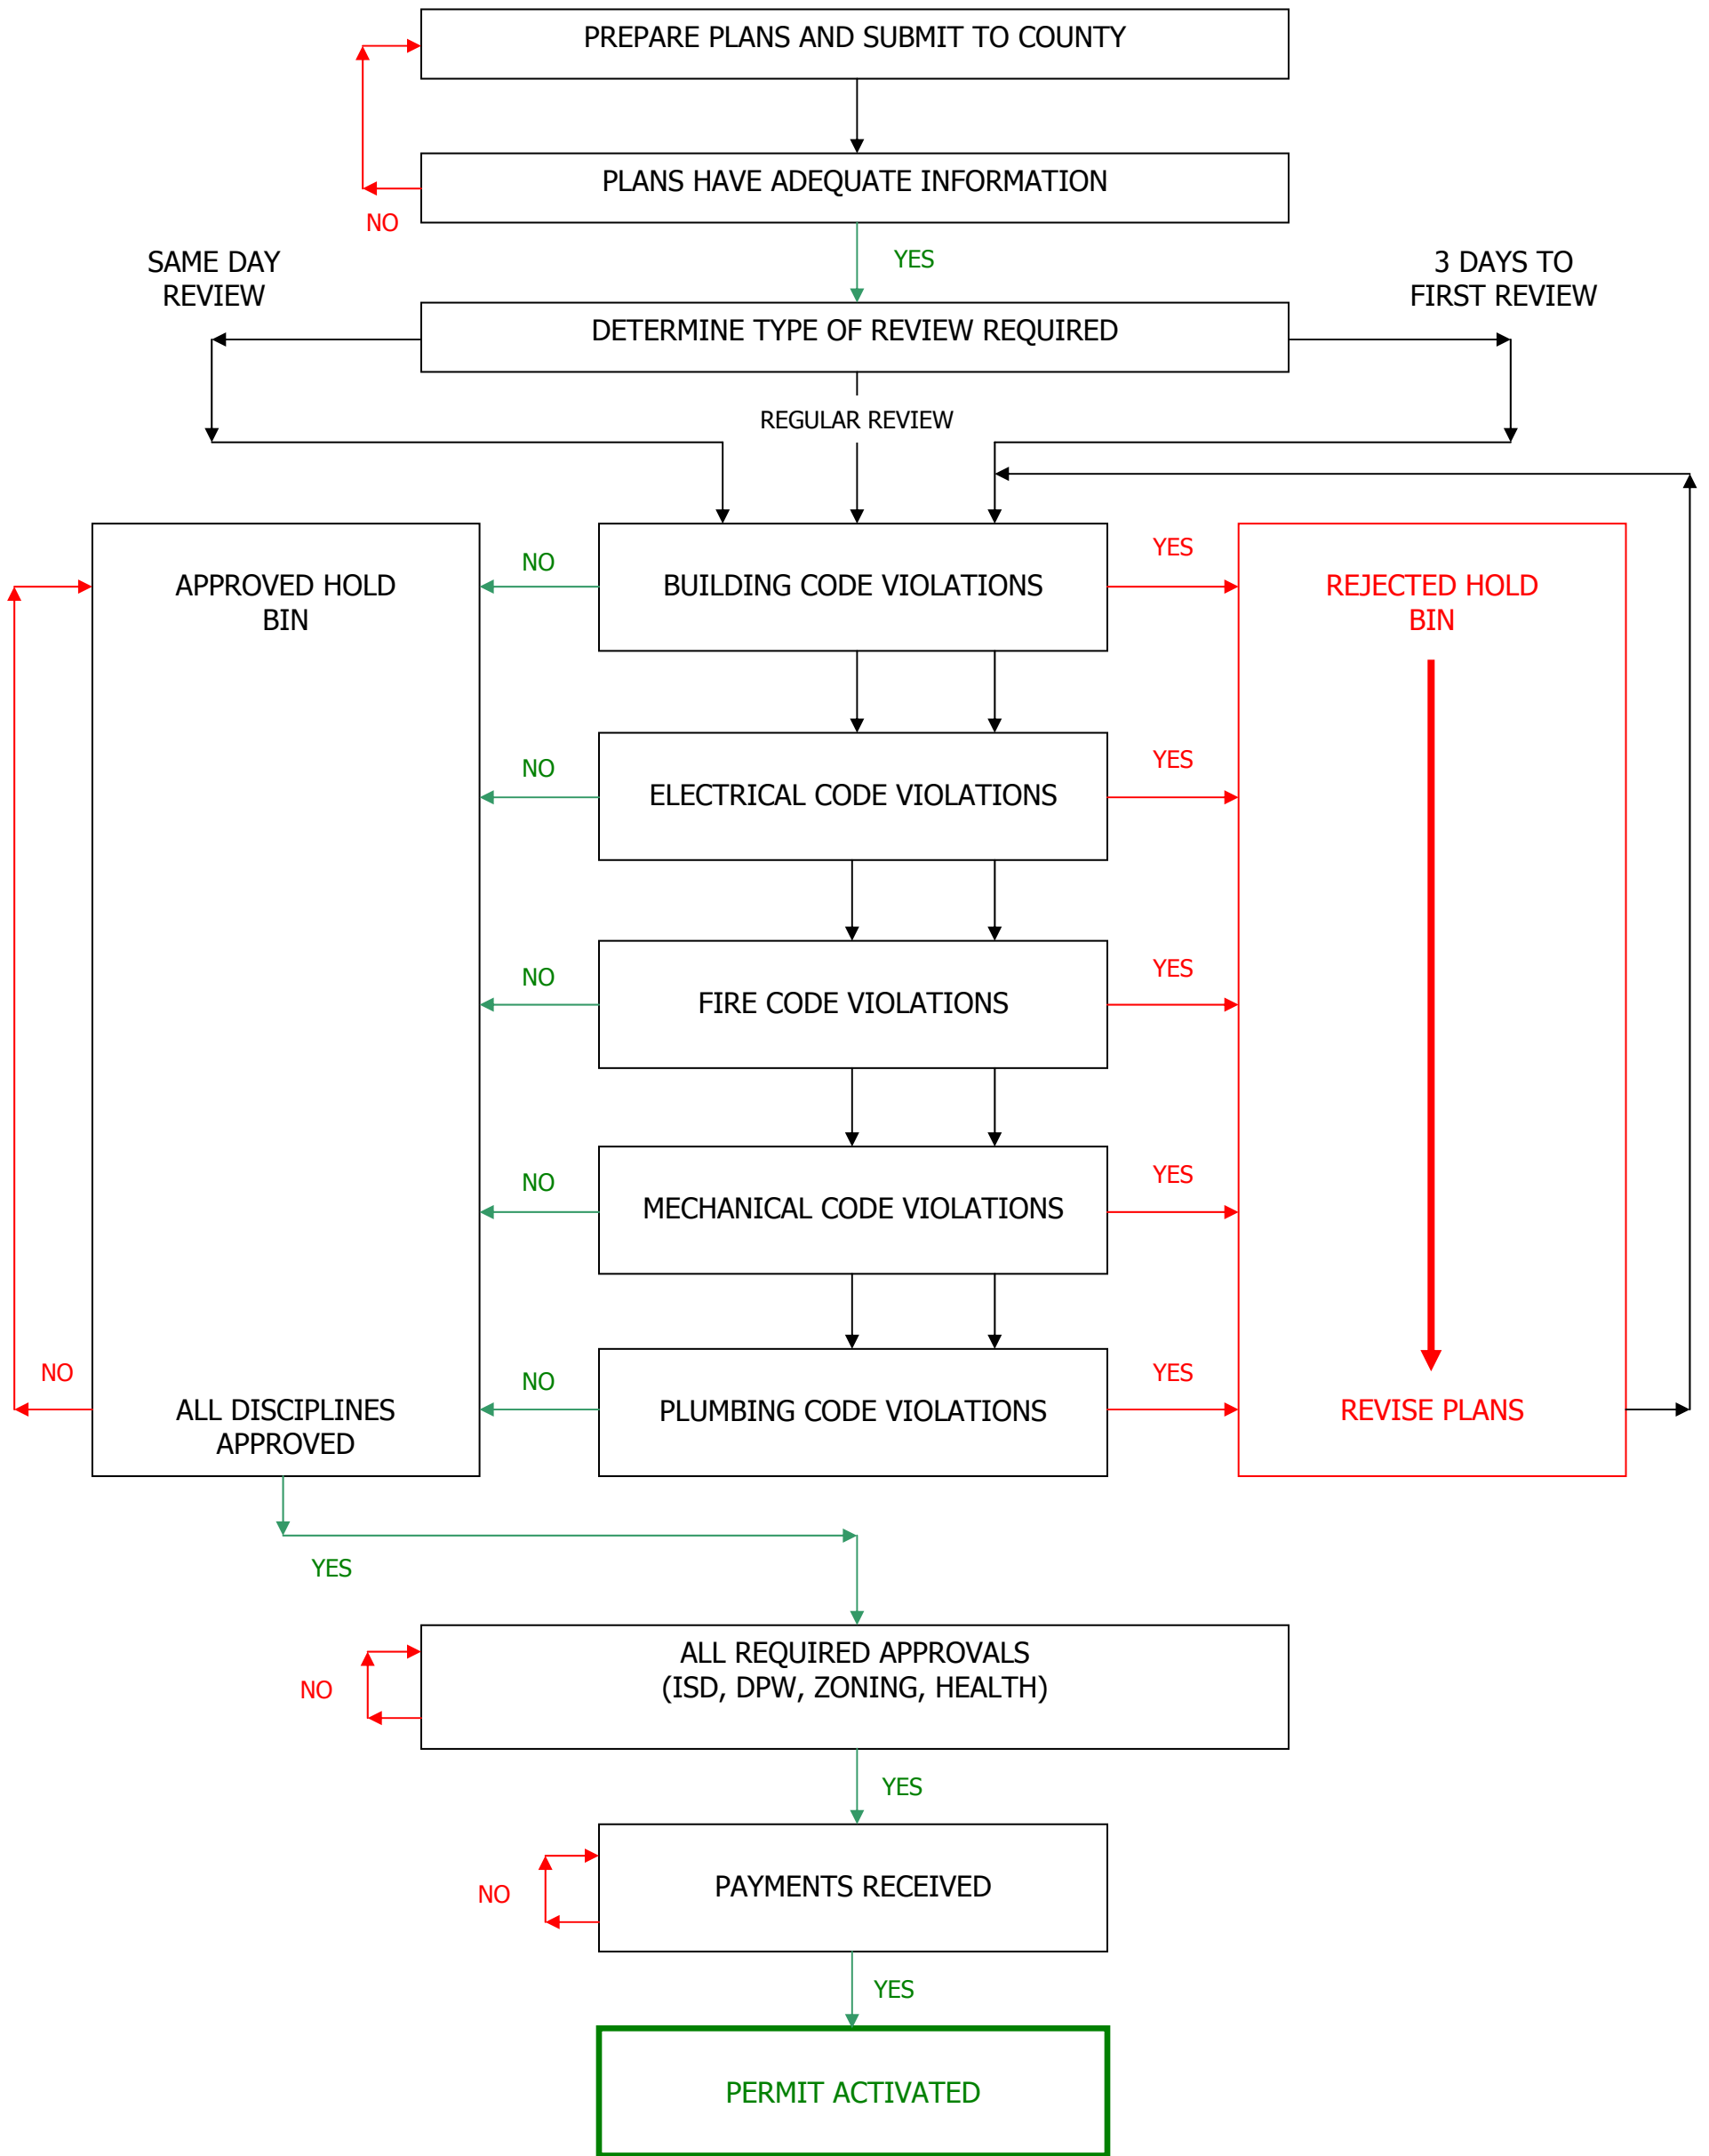 PREPARE PLANS AND SUBMIT TO COUNTY
PLANS HAVE ADEQUATE INFORMATION
NO
YES
SAME DAY
REVIEW
3 DAYS TO
FIRST REVIEW
DETERMINE TYPE OF REVIEW REQUIRED
REGULAR REVIEW
APPROVED HOLD
BIN
NO
BUILDING CODE VIOLATIONS
YES
REJECTED HOLD
BIN
NO
ELECTRICAL CODE VIOLATIONS
YES
NO
FIRE CODE VIOLATIONS
YES
NO
MECHANICAL CODE VIOLATIONS
YES
NO
ALL DISCIPLINES
APPROVED
NO
PLUMBING CODE VIOLATIONS
YES
REVISE PLANS
YES
ALL REQUIRED APPROVALS
(ISD, DPW, ZONING, HEALTH)
NO
YES
PAYMENTS RECEIVED
NO
YES
PERMIT ACTIVATED